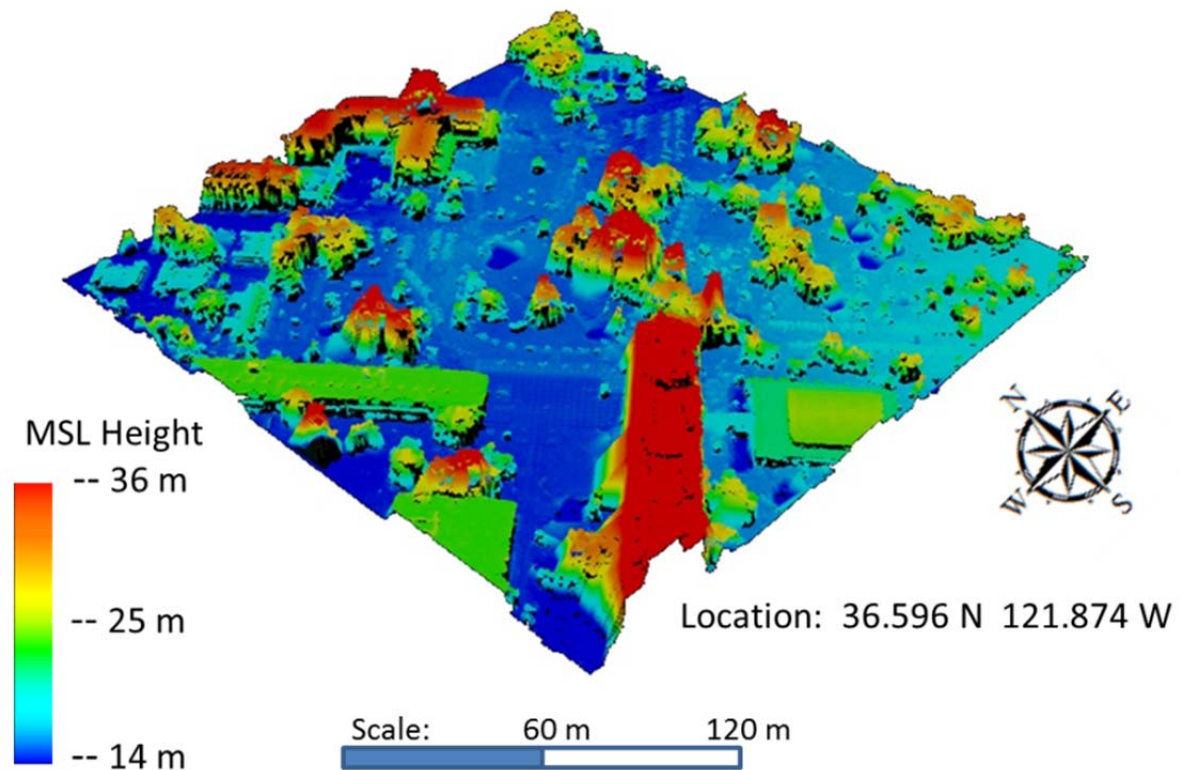 N E
W S
MSL Height
-- 36 m
-- 25 m
-- 14 m
Location: 36.596 N 121.874 W
Scale: 60 m 120 m